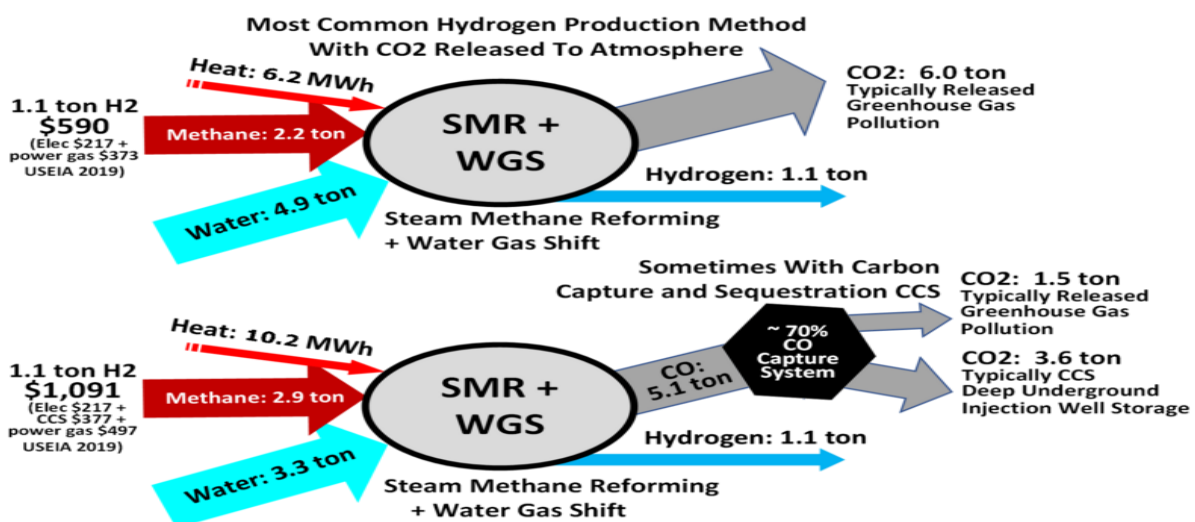 Most Common Hydrogen Production Method
With CO2 Released To Atmosphere
Heat: 6.2 MWh
1.1 ton H2
$590
(Elec $217 +
power gas $373
USEIA 2019)
Methane: 2.2 ton
Water: 4.9 ton
SMR +
WGS
CO2: 6.0 ton
Typically Released
Greenhouse Gas
Pollution
Hydrogen: 1.1 ton
Steam Methane Reforming
+ Water Gas Shift
Sometimes With Carbon
Capture and Sequestration CCS
Heat: 10.2 MWh
1.1 ton H2
$1,091
(Elec $217 +
CCS $377 +
power gas $497
USEIA 2019)
Methane: 2.9 ton
Water: 3.3 ton
SMR +
WGS
CO:
5.1 ton
~ 70%
CO
Capture
System
CO2: 1.5 ton
Typically Released
Greenhouse Gas
Pollution
CO2: 3.6 ton
Typically CCS
Deep Underground
Injection Well Storage
Hydrogen: 1.1 ton
Steam Methane Reforming
+ Water Gas Shift